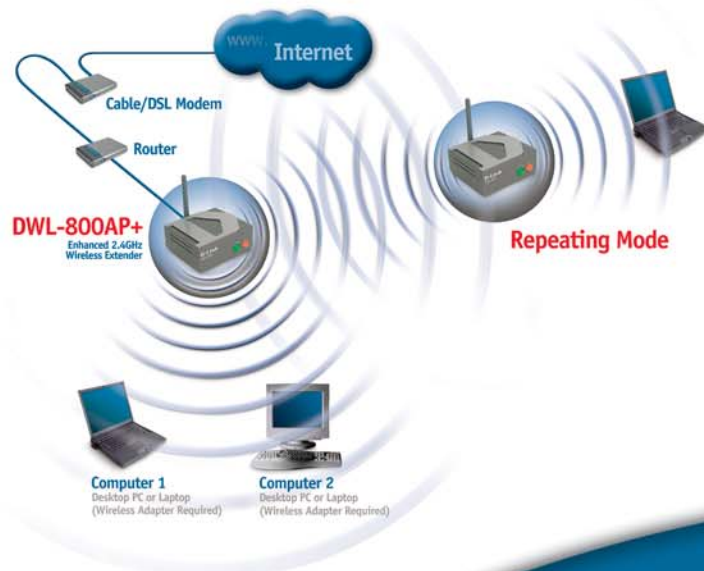 www. Internet
Cable/DSL Modem
Router
DWL-800AP+
Enhanced 2.4GHz
Wireless Extender
D-Link
Repeating Mode
Computer 1
Desktop PC or Laptop
(Wireless Adapter Required)
Computer 2
Desktop PC or Laptop
(Wireless Adapter Required)